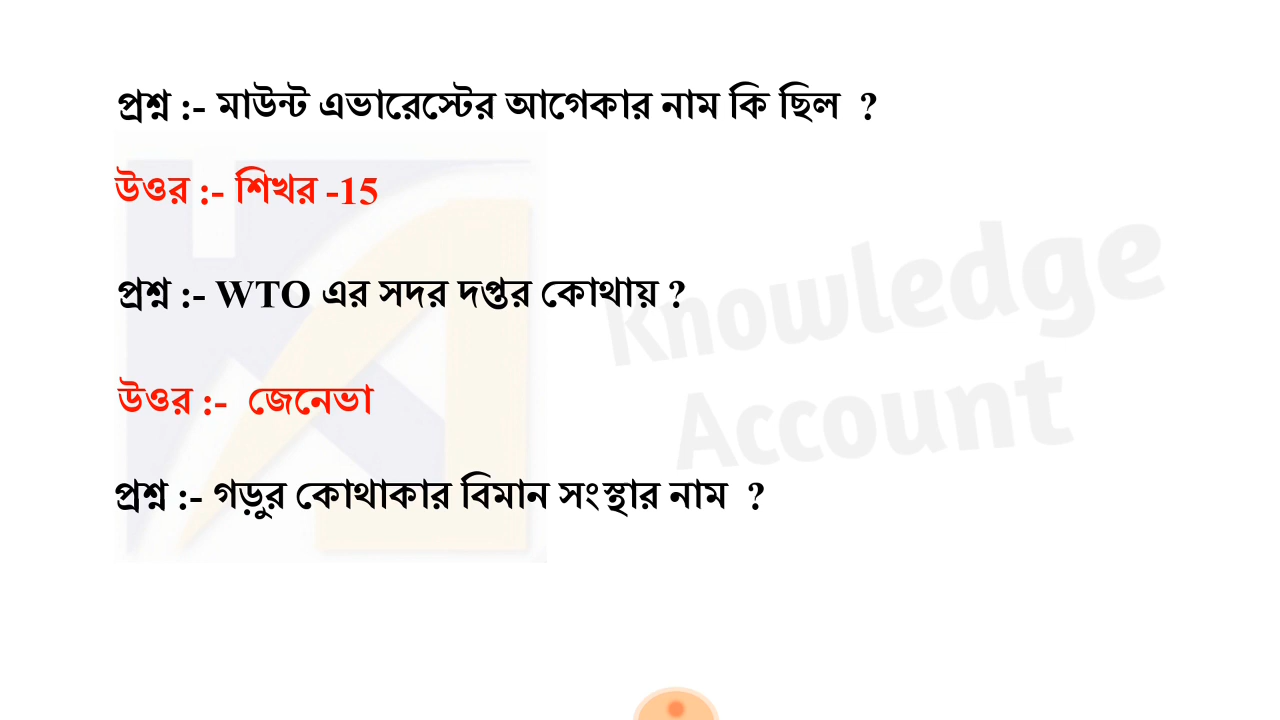 প্রশ্ন :- মাউন্ট এভারেস্টের আগেকার নাম কি ছিল ?
উওর :- শিখর -15
প্রশ্ন :- WTO এর সদর দপ্তর কোথায় ?
উওর :- জেনেভা
প্রশ্ন :- গড়ুর কোথাকার বিমান সংস্থার নাম ?
Knowledge
Account